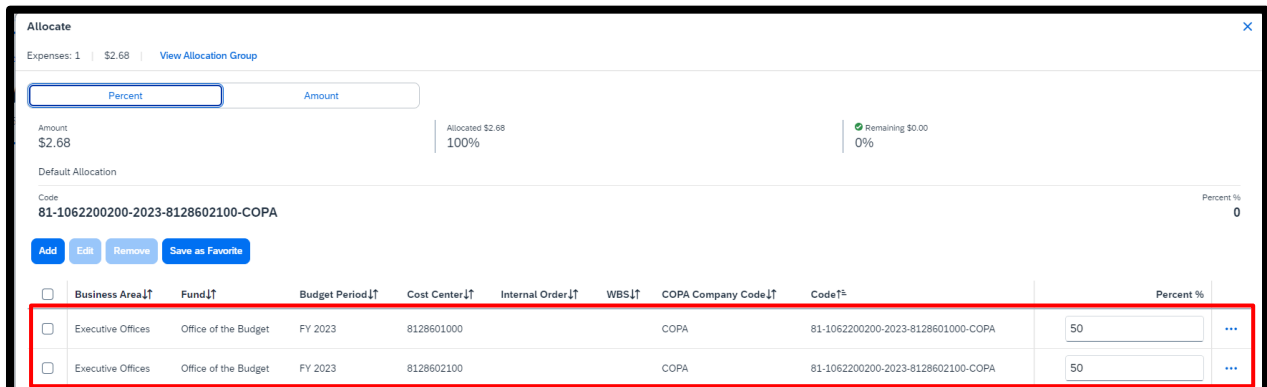 Allocate
Expenses: 1 | $2.68 | View Allocation Group
Percent Amount
Amount Allocated $2.68 Remaining $0.00
$2.68 100% 0%
Default Allocation
Code Percent %
81-1062200200-2023-8128602100-COPA 0
Add Edit Remove Save as Favorite
Business Area Fund Budget Period Cost Center Internal Order WBS COPA Company Code Code Percent %
Executive Offices Office of the Budget FY 2023 8128601000 COPA 81-1062200200-2023-8128601000-COPA 50
Executive Offices Office of the Budget FY 2023 8128602100 COPA 81-1062200200-2023-8128602100-COPA 50